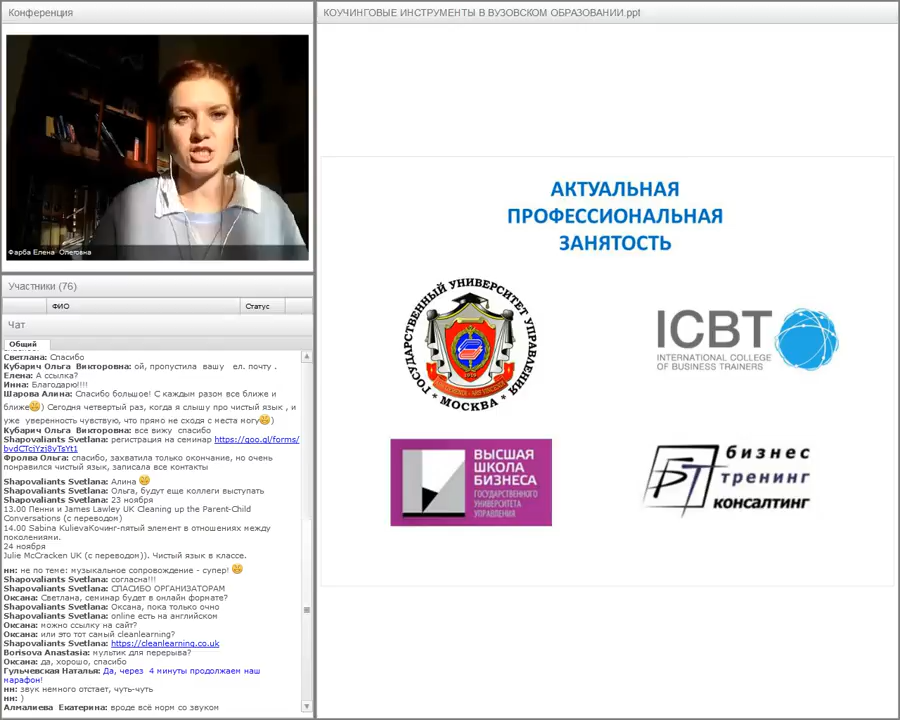 Конференция
Фарба Елена Олеговна
Участники (76)
ФИО Статус
Чат
Общий
Светлана: Спасибо
Кубарич Ольга Викторовна: ой, пропустила вашу ел. почту .
Елена: А ссылка?
Инна: Благодарю!!!!
Шарова Алина: Спасибо большое! С каждым разом все ближе и
ближе) Сегодня четвертый раз, когда я слышу про чистый язык , и
уже уверенность чувствую, что прямо не сходя с места могу)
Кубарич Ольга Викторовна: все вижу спасибо
Shapovaliants Svetlana: регистрация на семинар https://goo.gl/forms/
bvdCTcjYzj8vTsYt1
Фролва Ольга: спасибо, захватила только окончание, но очень
понравился чистый язык, записала все контакты
Shapovaliants Svetlana: Алина
Shapovaliants Svetlana: Ольга, будут еще коллеги выступать
Shapovaliants Svetlana: 23 ноября
13.00 Пенни и James Lawley UK Cleaning up the Parent-Child
Conversations (с переводом)
14.00 Sabina KulievaКочинг-пятый элемент в отношениях между
поколениями.
24 ноября
Julie McCracken UK (с переводом)). Чистый язык в классе.
нн: не по теме: музыкальное сопровождение - супер!
Shapovaliants Svetlana: согласна!!!
Shapovaliants Svetlana: СПАСИБО ОРГАНИЗАТОРАМ
Оксана: Светлана, семинар будет в онлайн формате?
Shapovaliants Svetlana: Оксана, пока только очно
Shapovaliants Svetlana: online есть на английском
Оксана: можно ссылку на сайт?
Оксана: или это тот самый cleanlearning?
Shapovaliants Svetlana: https://cleanlearning.co.uk
Borisova Anastasia: мультик для перерыва?
Оксана: да, хорошо, спасибо
Гульчевская Наталья: Да, через 4 минуты продолжаем наш
марафон!
нн: звук немного отстает, чуть-чуть
нн: )
Алмалиева Екатерина: вроде всё норм со звуком
КОУЧИНГОВЫЕ ИНСТРУМЕНТЫ В ВУЗОВСКОМ ОБРАЗОВАНИИ.ppt
АКТУАЛЬНАЯ
ПРОФЕССИОНАЛЬНАЯ
ЗАНЯТОСТЬ
ГОСУДАРСТВЕННЫЙ УНИВЕРСИТЕТ УПРАВЛЕНИЯ
1919
• МОСКВА •
ICBT
INTERNATIONAL COLLEGE
OF BUSINESS TRAINERS
ВЫСШАЯ
ШКОЛА
БИЗНЕСА
ГОСУДАРСТВЕННОГО
УНИВЕРСИТЕТА
УПРАВЛЕНИЯ
БТ
бизнес
тренинг
консалтинг